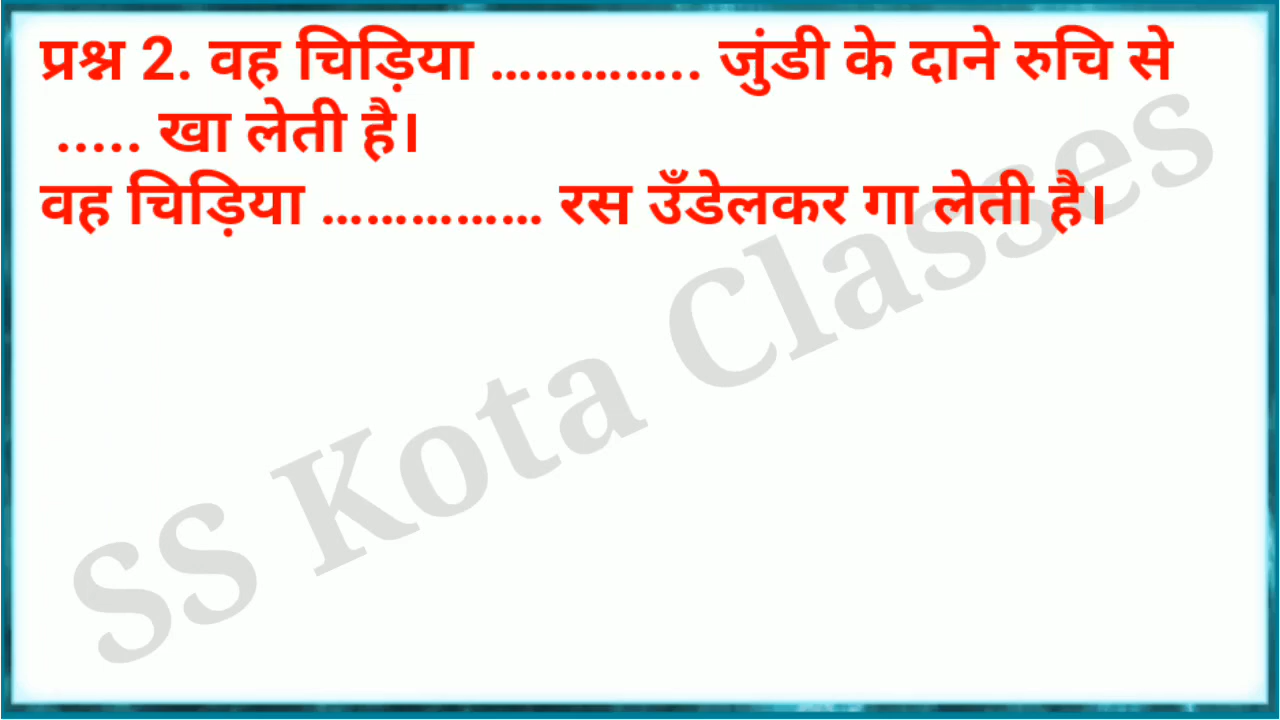 प्रश्न 2. वह चिड़िया ………….. जुंडी के दाने रुचि से
..... खा लेती है।
वह चिड़िया …………… रस उँडेलकर गा लेती है।
SS Kota Classes